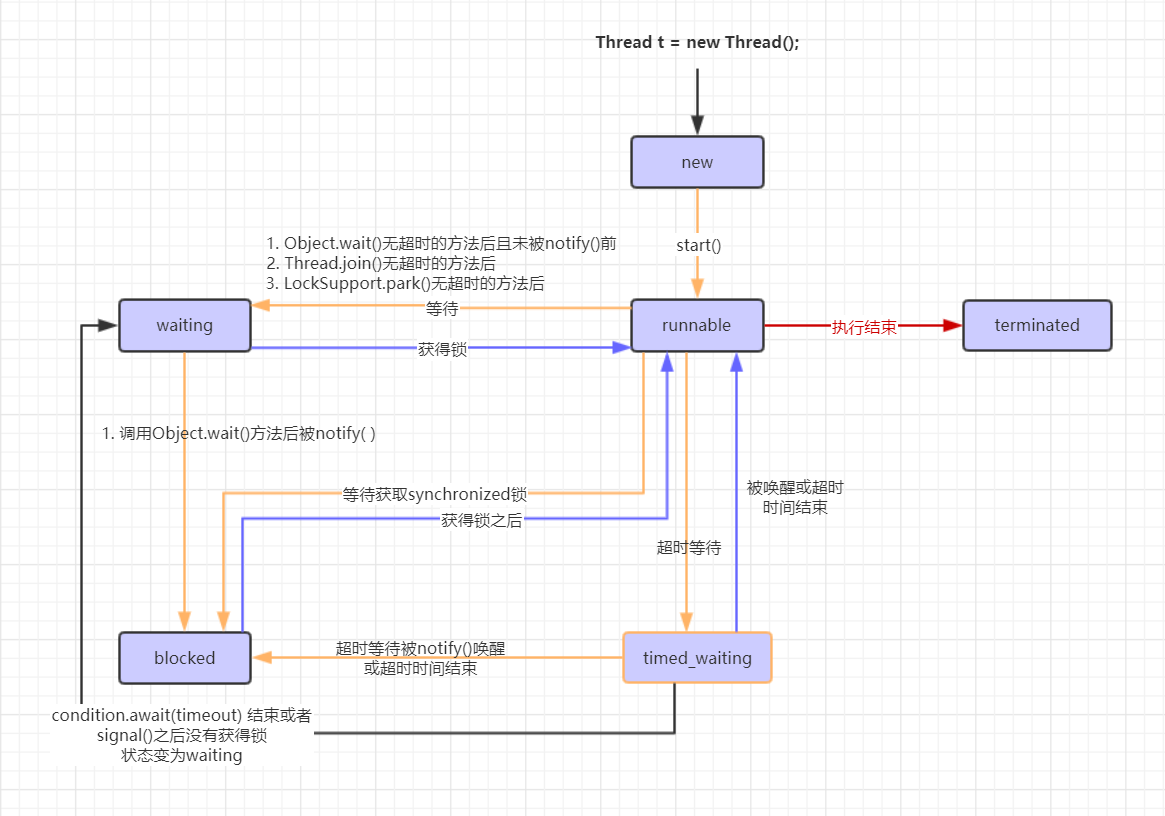 Thread t = new Thread();
new
start()
1. Object.wait()无超时的方法后且未被notify()前
2. Thread.join()无超时的方法后
3. LockSupport.park()无超时的方法后
等待
waiting
runnable
执行结束
terminated
获得锁
1. 调用Object.wait()方法后被notify( )
等待获取synchronized锁
获得锁之后
被唤醒或超时
时间结束
超时等待
blocked
超时等待被notify()唤醒
或超时时间结束
timed_waiting
condition.await(timeout) 结束或者
signal()之后没有获得锁
状态变为waiting